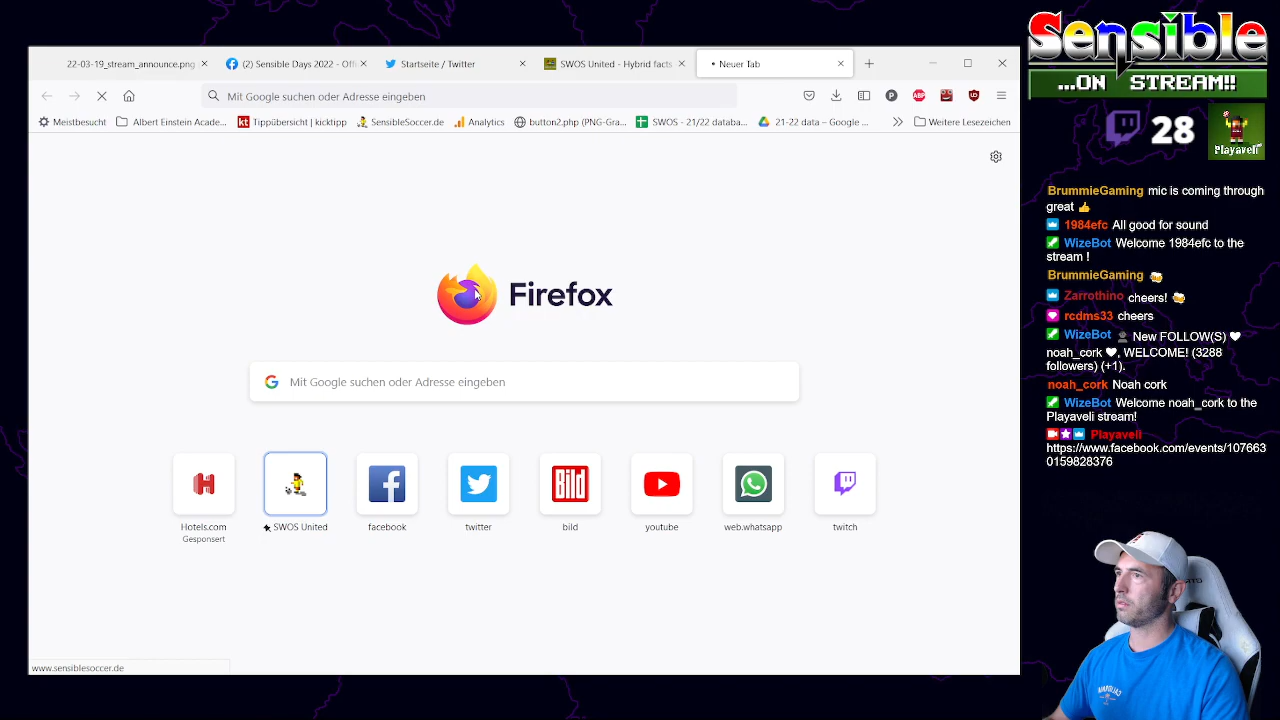 Sensible
...ON STREAM!!
28
Playaveli
22-03-19_stream_announce.png
(2) Sensible Days 2022 - OF
Startseite / Twitter
SWOS United - Hybrid facts
Neuer Tab
Mit Google suchen oder Adresse eingeben
Meistbesucht
Albert Einstein Acade...
kt Tippübersicht | kicktipp
SensibleSoccer.de
Analytics
button2.php (PNG-Gra...
SWOS - 21/22 databa...
21-22 data – Google ...
Weitere Lesezeichen
Firefox
Mit Google suchen oder Adresse eingeben
Bild
Hotels.com
Gesponsert
SWOS United
facebook
twitter
bild
youtube
web.whatsapp
twitch
www.sensiblesoccer.de
BrummieGaming mic is coming through
great 👍
1984efc All good for sound
WizeBot Welcome 1984efc to the
stream !
BrummieGaming 🍻
Zarrothino cheers! 🍻
rcdms33 cheers
WizeBot 👤 New FOLLOW(S) ♥
noah_cork ♥, WELCOME! (3288
followers) (+1).
noah_cork Noah cork
WizeBot Welcome noah_cork to the
Playaveli stream!
Playaveli
https://www.facebook.com/events/107663
0159828376